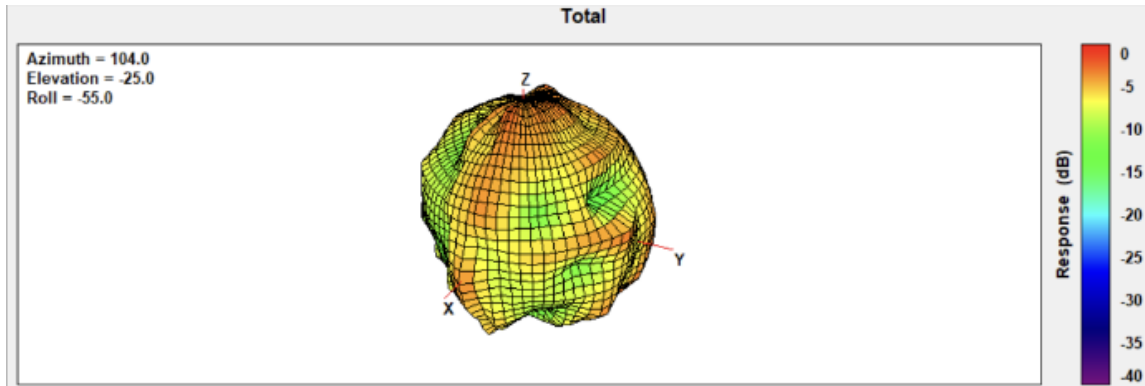 Total
Azimuth = 104.0
Elevation = -25.0
Roll = -55.0
Z
Y
X
0
-5
-10
-15
-20
-25
-30
-35
-40
Response (dB)